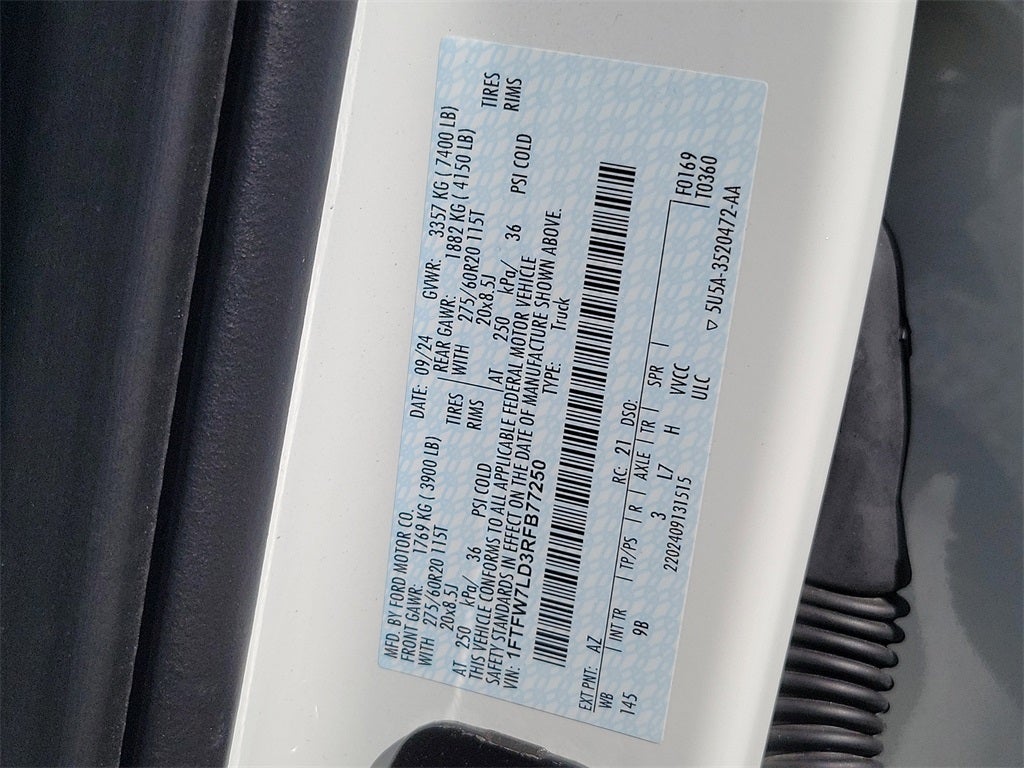 MFD. BY FORD MOTOR CO. DATE: 09/24 GVWR: 3357 KG ( 7400 LB)
FRONT GAWR: 1769 KG ( 3900 LB) REAR GAWR: 1882 KG ( 4150 LB)
WITH 275/60R20 115T TIRES WITH 275/60R20 115T TIRES
20x8.5J RIMS 20x8.5J RIMS
AT 250 kPa/ 36 PSI COLD AT 250 kPa/ 36 PSI COLD
THIS VEHICLE CONFORMS TO ALL APPLICABLE FEDERAL MOTOR VEHICLE
SAFETY STANDARDS IN EFFECT ON THE DATE OF MANUFACTURE SHOWN ABOVE.
VIN: 1FTFW7LD3RFB77250 TYPE: Truck
EXT PNT: AZ RC: 21 DSO: F0169
WB INT TR TP/PS R AXLE TR SPR T0360
145 9B 3 L7 H VVCC
ULC
2202409131515 ▽ 5U5A-3520472-AA